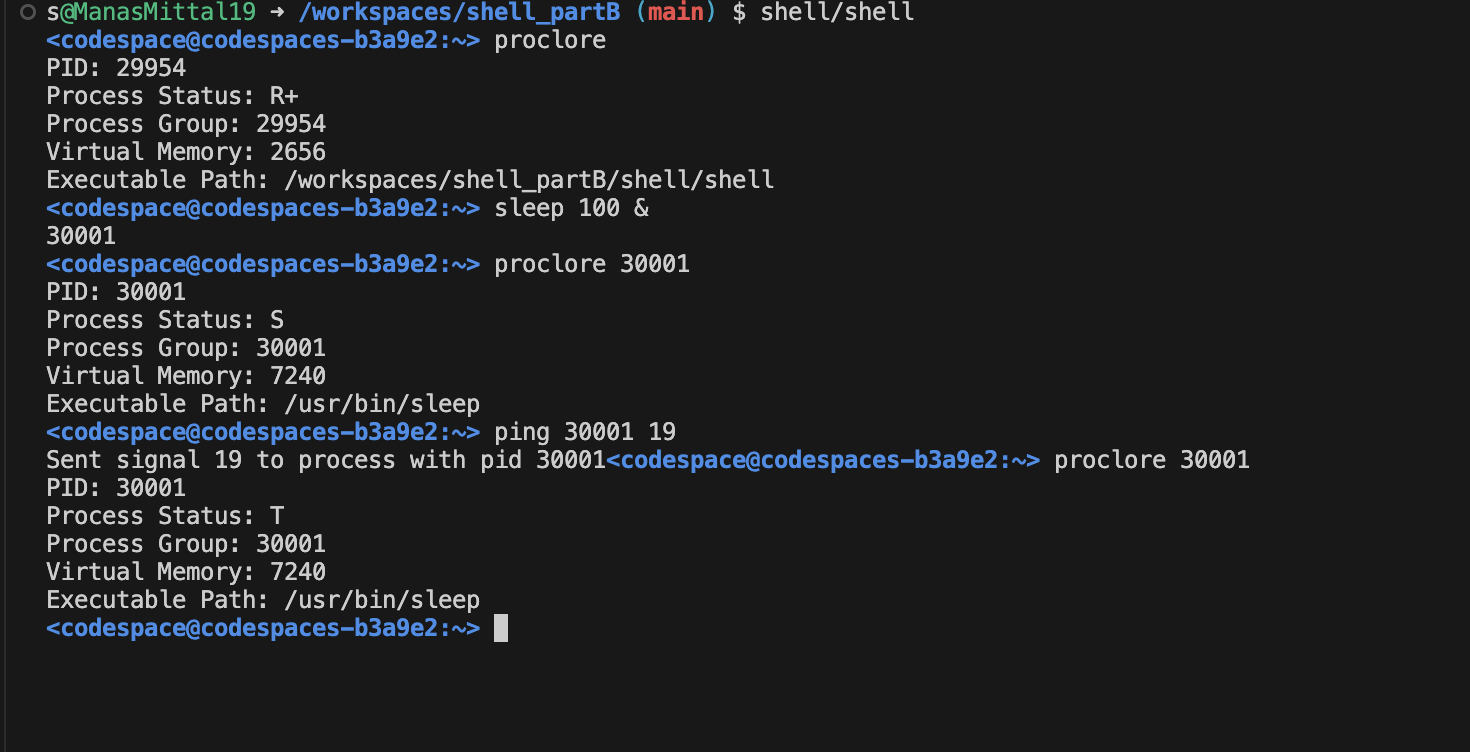 s@ManasMittal19 → /workspaces/shell_partB (main) $ shell/shell
<codespace@codespaces-b3a9e2:~> proclore
PID: 29954
Process Status: R+
Process Group: 29954
Virtual Memory: 2656
Executable Path: /workspaces/shell_partB/shell/shell
<codespace@codespaces-b3a9e2:~> sleep 100 &
30001
<codespace@codespaces-b3a9e2:~> proclore 30001
PID: 30001
Process Status: S
Process Group: 30001
Virtual Memory: 7240
Executable Path: /usr/bin/sleep
<codespace@codespaces-b3a9e2:~> ping 30001 19
Sent signal 19 to process with pid 30001<codespace@codespaces-b3a9e2:~> proclore 30001
PID: 30001
Process Status: T
Process Group: 30001
Virtual Memory: 7240
Executable Path: /usr/bin/sleep
<codespace@codespaces-b3a9e2:~>